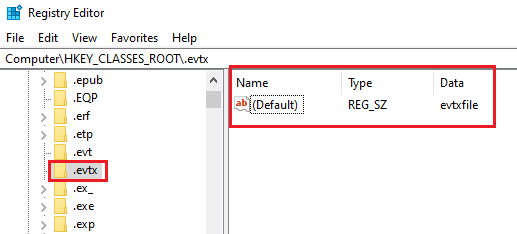 Registry Editor
File Edit View Favorites Help
Computer\HKEY_CLASSES_ROOT\.evtx
.epub
.EQP
.erf
.etp
.evt
.evtx
.ex_
.exe
.exp
Name Type Data
ab (Default) REG_SZ evtxfile